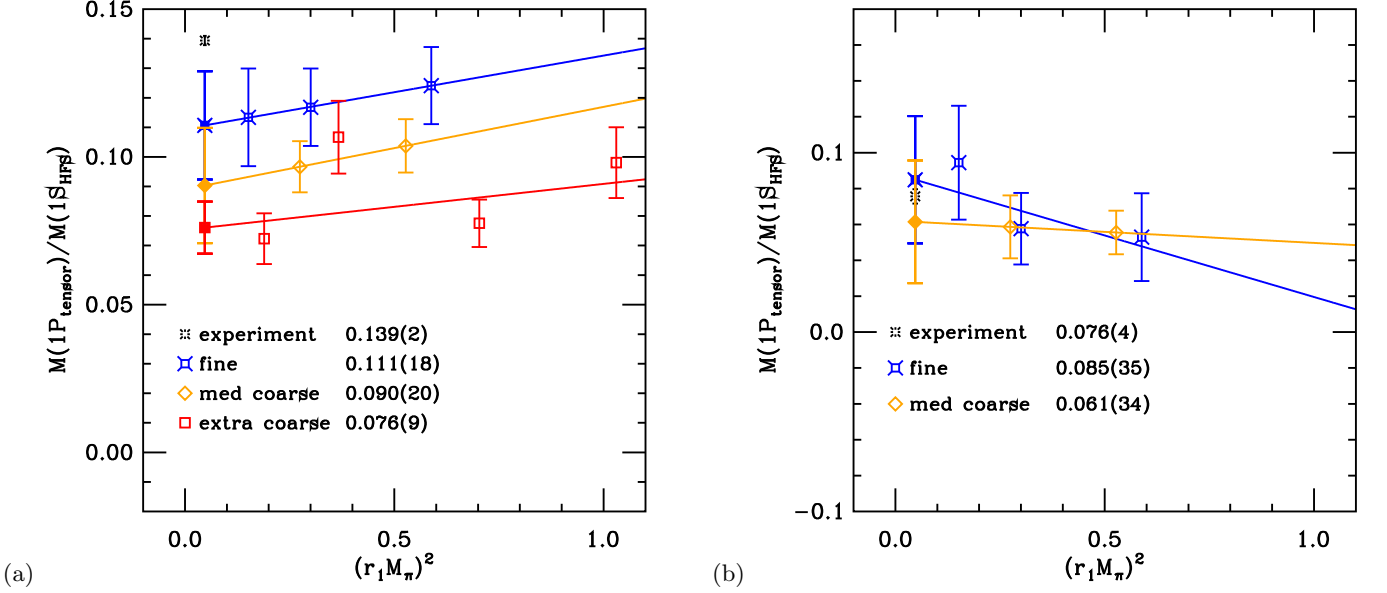 0.15
0.10
0.05
0.00
M(1P_tensor)/M(1S_HFS)
experiment 0.139(2)
fine 0.111(18)
med coarse 0.090(20)
extra coarse 0.076(9)
0.0 0.5 1.0
(r₁M_π)²
(a)
0.1
0.0
−0.1
M(1P_tensor)/M(1S_HFS)
experiment 0.076(4)
fine 0.085(35)
med coarse 0.061(34)
0.0 0.5 1.0
(r₁M_π)²
(b)